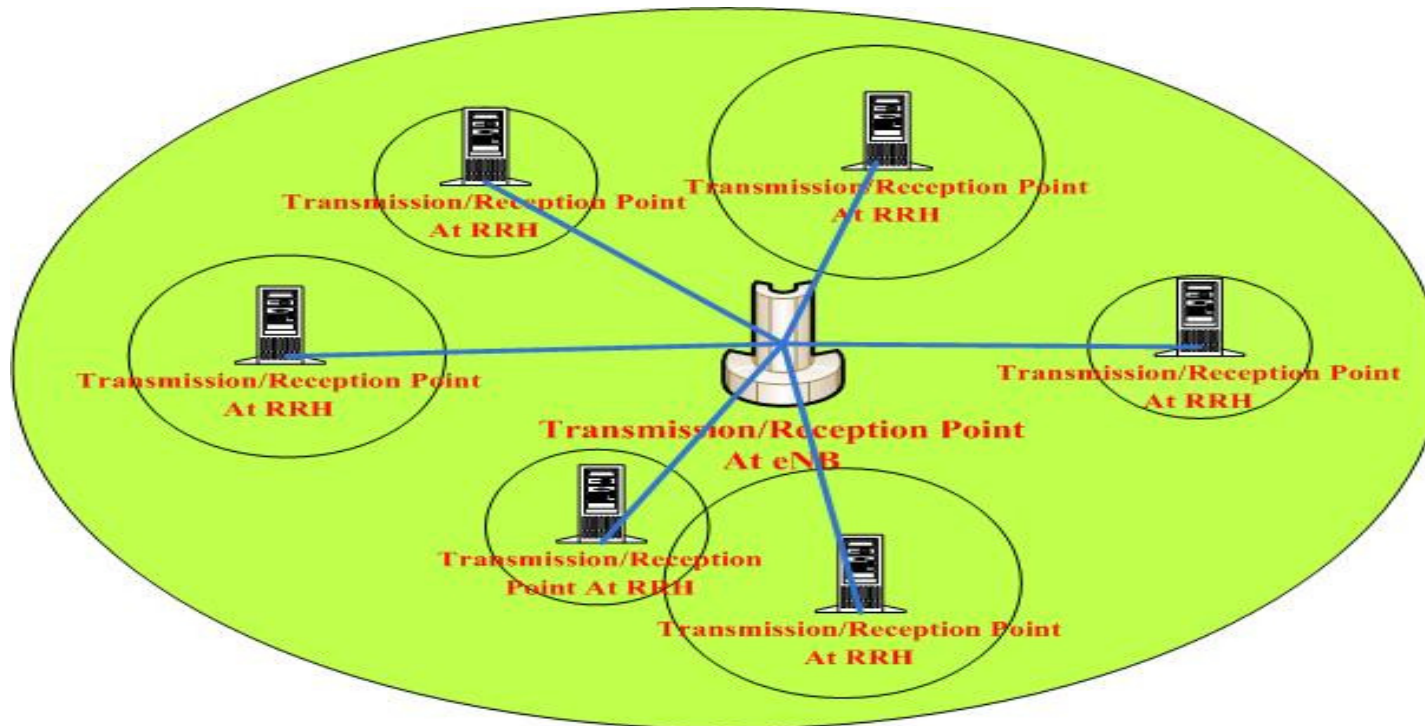 Transmission/Reception Point
At RRH
Transmission/Reception Point
At RRH
Transmission/Reception Point
At RRH
Transmission/Reception Point
At RRH
Transmission/Reception Point
At eNB
Transmission/Reception
Point At RRH
Transmission/Reception Point
At RRH